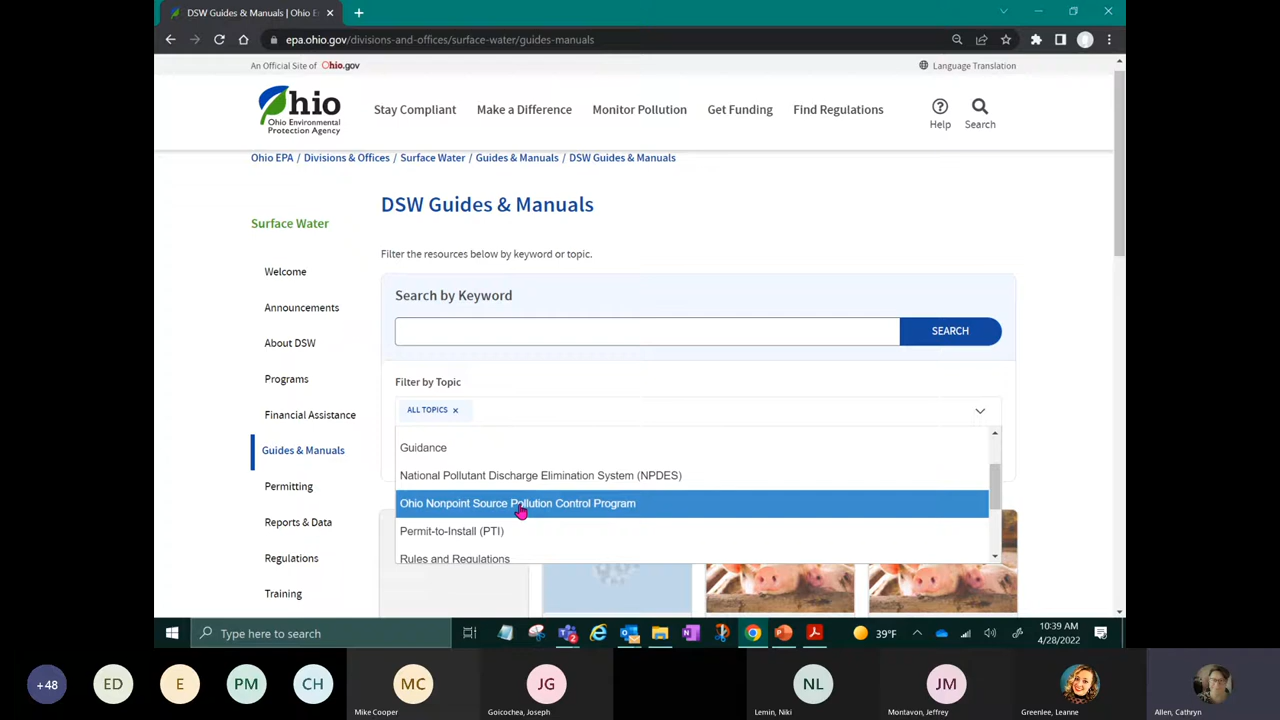 DSW Guides & Manuals | Ohio E
epa.ohio.gov/divisions-and-offices/surface-water/guides-manuals
An Official Site of Ohio.gov
Language Translation
Ohio
Ohio Environmental
Protection Agency
Stay Compliant
Make a Difference
Monitor Pollution
Get Funding
Find Regulations
Help
Search
Ohio EPA / Divisions & Offices / Surface Water / Guides & Manuals / DSW Guides & Manuals
Surface Water
Welcome
Announcements
About DSW
Programs
Financial Assistance
Guides & Manuals
Permitting
Reports & Data
Regulations
Training
DSW Guides & Manuals
Filter the resources below by keyword or topic.
Search by Keyword
SEARCH
Filter by Topic
ALL TOPICS ×
Guidance
National Pollutant Discharge Elimination System (NPDES)
Ohio Nonpoint Source Pollution Control Program
Permit-to-Install (PTI)
Rules and Regulations
Type here to search
39°F
10:39 AM
4/28/2022
+48
ED
E
PM
CH
MC
Mike Cooper
JG
Goicochea, Joseph
NL
Lemin, Niki
JM
Montavon, Jeffrey
Greenlee, Leanne
Allen, Cathryn